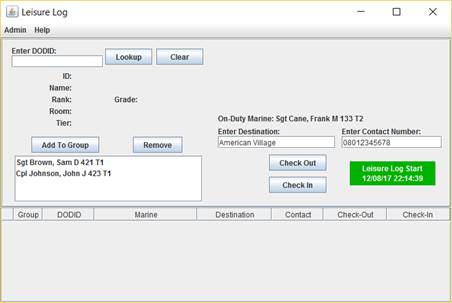 Leisure Log
Admin Help
Enter DODID:
Lookup Clear
ID:
Name:
Rank: Grade:
Room:
Tier:
On-Duty Marine: Sgt Cane, Frank M 133 T2
Enter Destination: Enter Contact Number:
American Village 08012345678
Add To Group Remove
Sgt Brown, Sam D 421 T1
Cpl Johnson, John J 423 T1
Check Out
Check In
Leisure Log Start
12/08/17 22:14:39
Group DODID Marine Destination Contact Check-Out Check-In